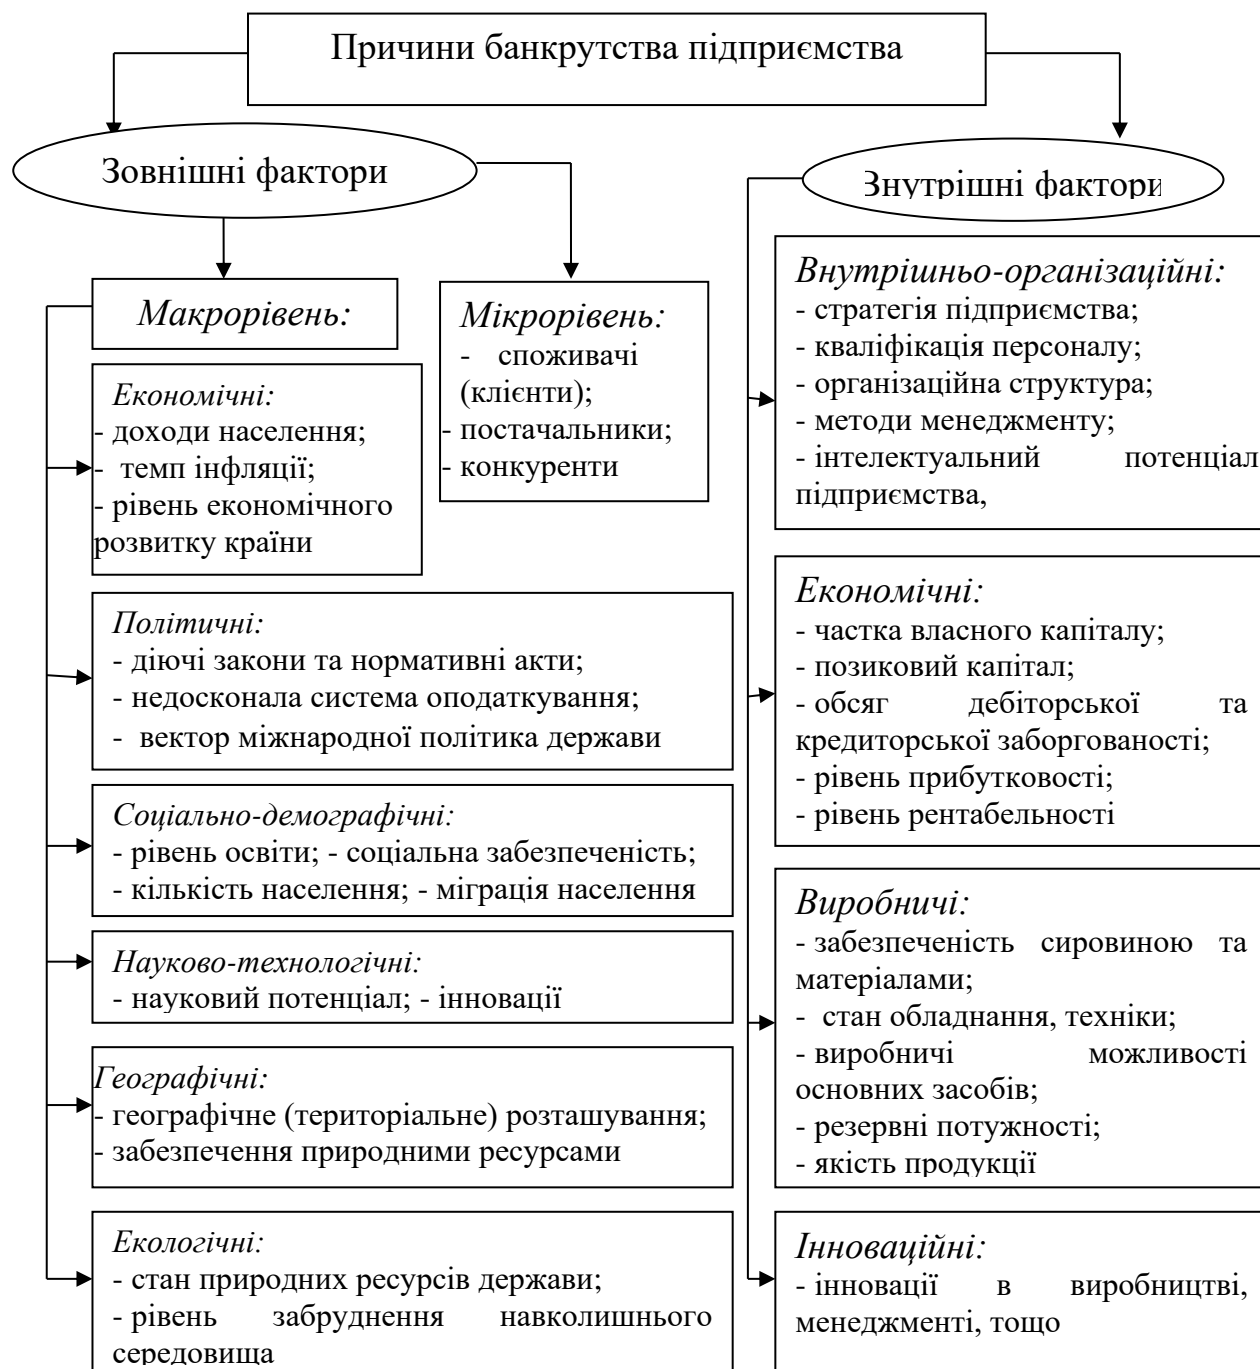 Причини банкрутства підприємства
Зовнішні фактори
Знутрішні фактори
Макрорівень:
Економічні:
- доходи населення;
- темп інфляції;
- рівень економічного
розвитку країни
Мікрорівень:
- споживачі
(клієнти);
- постачальники;
- конкуренти
Політичні:
- діючі закони та нормативні акти;
- недосконала система оподаткування;
- вектор міжнародної політика держави
Соціально-демографічні:
- рівень освіти; - соціальна забезпеченість;
- кількість населення; - міграція населення
Науково-технологічні:
- науковий потенціал; - інновації
Географічні:
- географічне (територіальне) розташування;
- забезпечення природними ресурсами
Екологічні:
- стан природних ресурсів держави;
- рівень забруднення навколишнього
середовища
Внутрішньо-організаційні:
- стратегія підприємства;
- кваліфікація персоналу;
- організаційна структура;
- методи менеджменту;
- інтелектуальний потенціал
підприємства,
Економічні:
- частка власного капіталу;
- позиковий капітал;
- обсяг дебіторської та
кредиторської заборгованості;
- рівень прибутковості;
- рівень рентабельності
Виробничі:
- забезпеченість сировиною та
матеріалами;
- стан обладнання, техніки;
- виробничі можливості
основних засобів;
- резервні потужності;
- якість продукції
Інноваційні:
- інновації в виробництві,
менеджменті, тощо